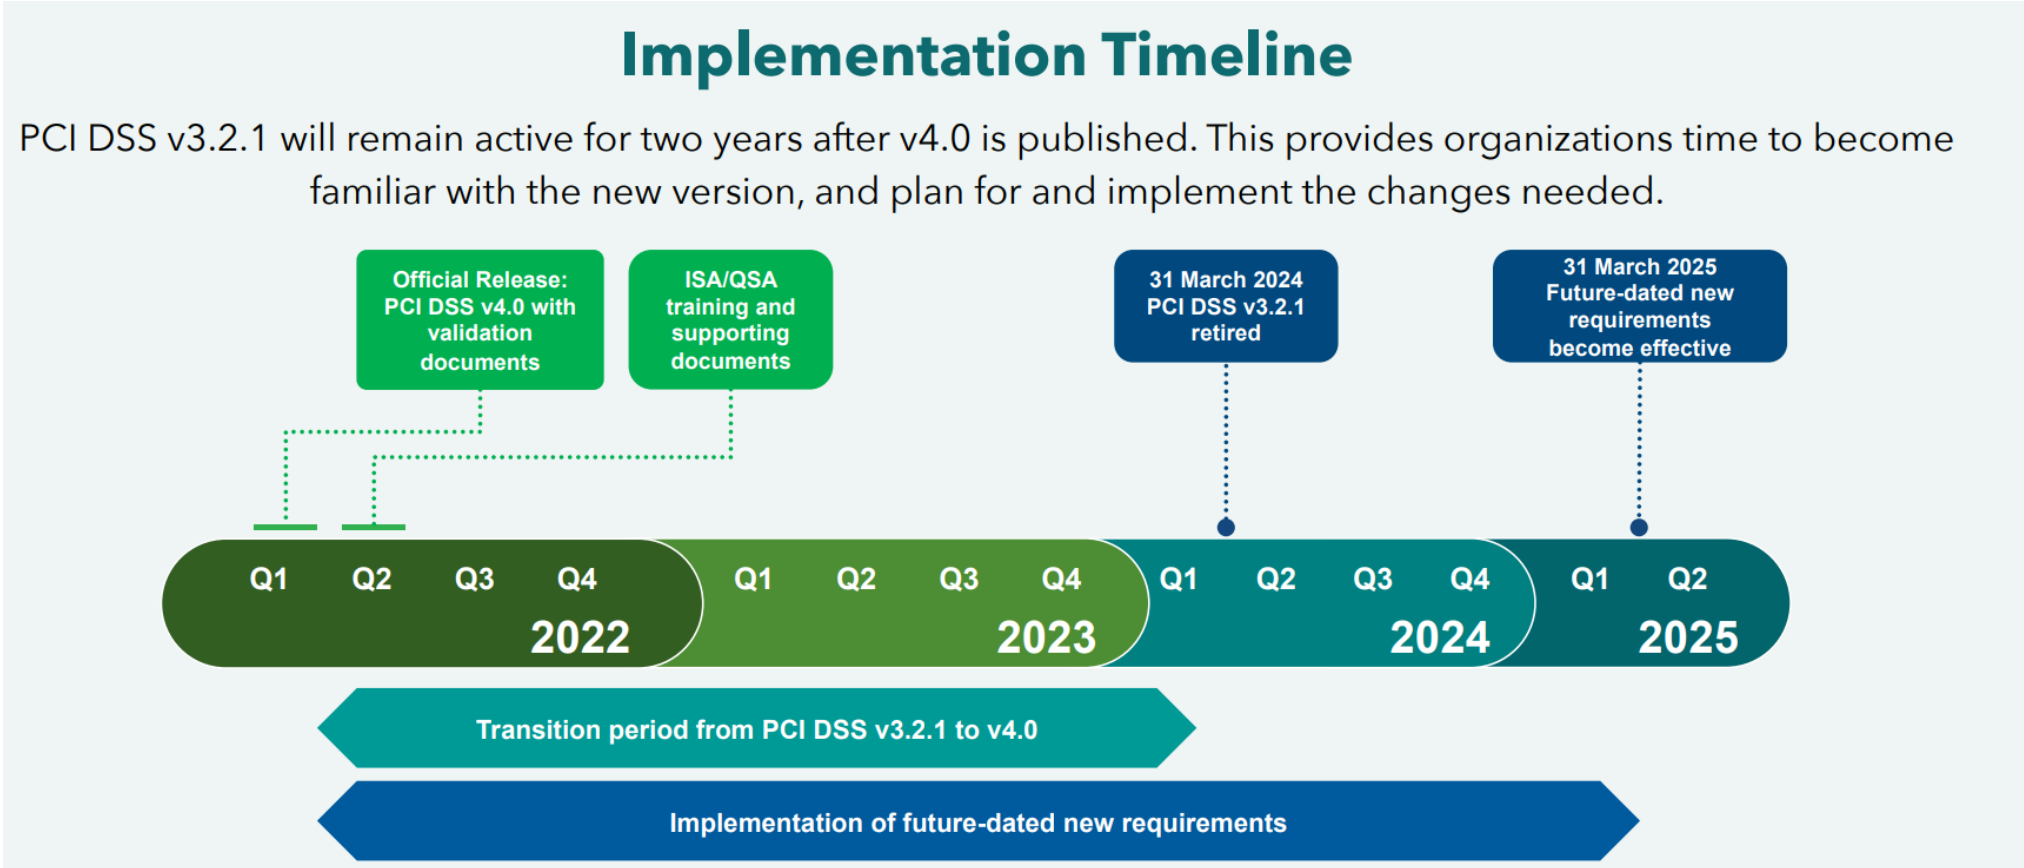 Implementation Timeline
PCI DSS v3.2.1 will remain active for two years after v4.0 is published. This provides organizations time to become
familiar with the new version, and plan for and implement the changes needed.
Official Release:
PCI DSS v4.0 with
validation
documents
ISA/QSA
training and
supporting
documents
31 March 2024
PCI DSS v3.2.1
retired
31 March 2025
Future-dated new
requirements
become effective
Q1 Q2 Q3 Q4
2022
Q1 Q2 Q3 Q4
2023
Q1 Q2 Q3 Q4
2024
Q1 Q2
2025
Transition period from PCI DSS v3.2.1 to v4.0
Implementation of future-dated new requirements